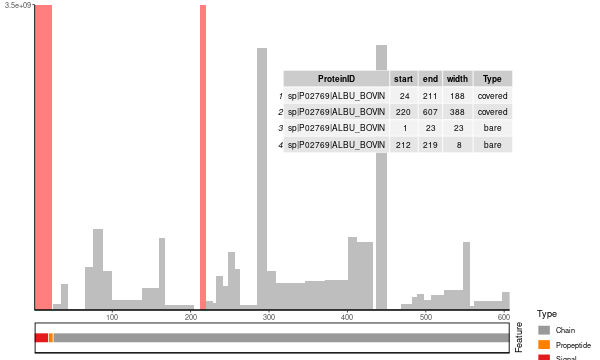 3.5e+09
ProteinID start end width Type
1 sp|P02769|ALBU_BOVIN 24 211 188 covered
2 sp|P02769|ALBU_BOVIN 220 607 388 covered
3 sp|P02769|ALBU_BOVIN 1 23 23 bare
4 sp|P02769|ALBU_BOVIN 212 219 8 bare
100 200 300 400 500 600
Feature
Type
Chain
Propeptide
Signal